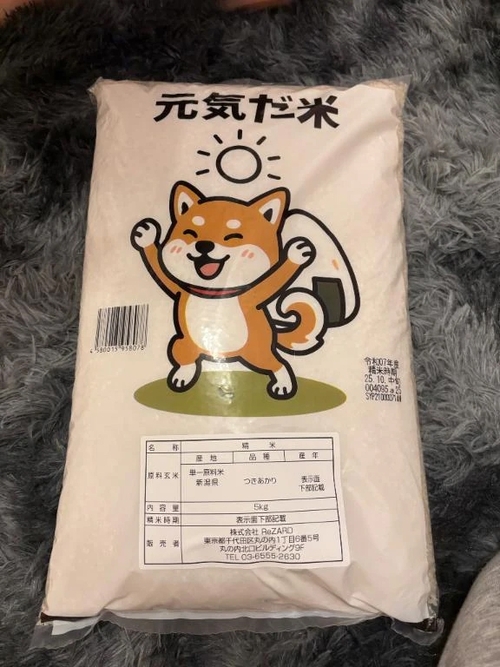 元気だ米
4580015958078
令和07年産
精米時期
25.10.中旬
名 称 精 米
産 地 品 種 産 年
原料玄米
単一原料米
新潟県 つきあかり 表示面
下部記載
内 容 量 5kg
精米時期 表示面下部記載
販 売 者
株式会社 ReZARD
東京都千代田区丸の内1丁目6番5号
丸の内北口ビルディング9F
TEL 03-6555-2630